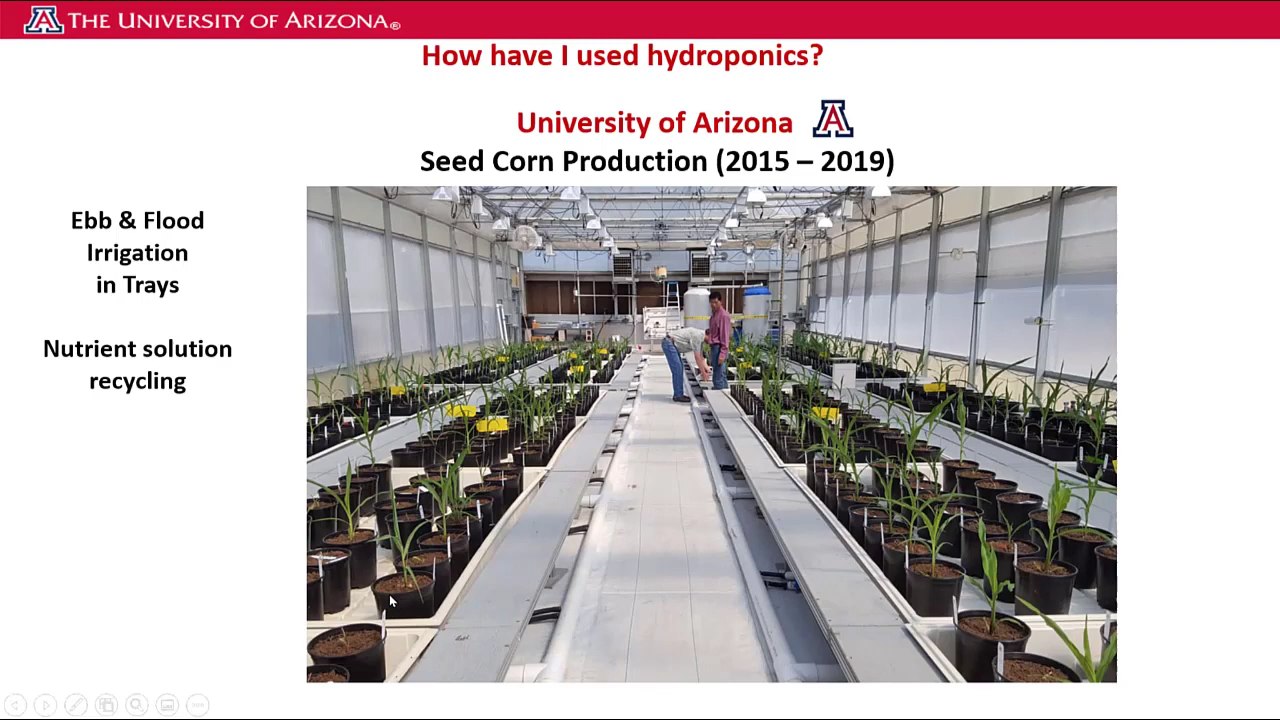 A THE UNIVERSITY OF ARIZONA®
How have I used hydroponics?
University of Arizona A
Seed Corn Production (2015 – 2019)
Ebb & Flood
Irrigation
in Trays
Nutrient solution
recycling